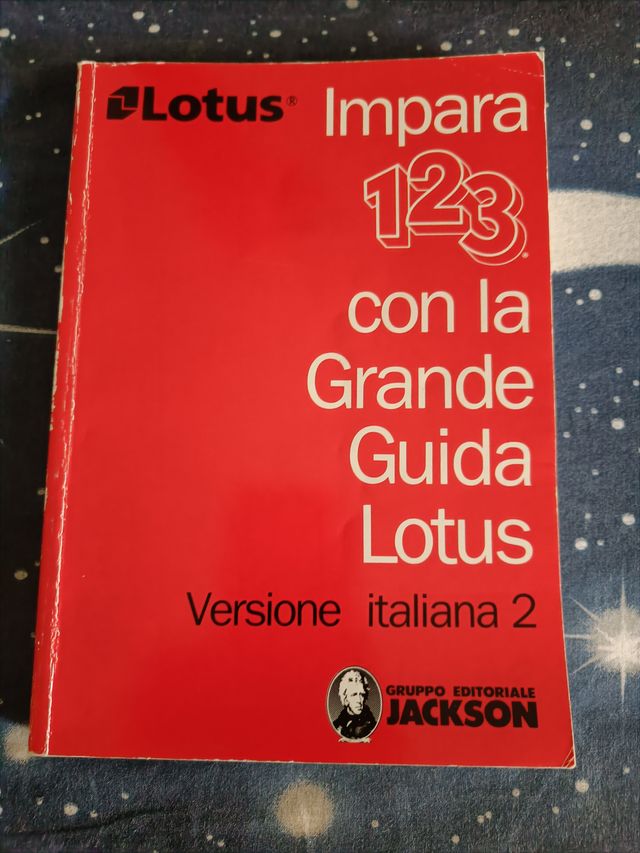 Lotus® Impara
123®
con la
Grande
Guida
Lotus
Versione italiana 2
GRUPPO EDITORIALE
JACKSON